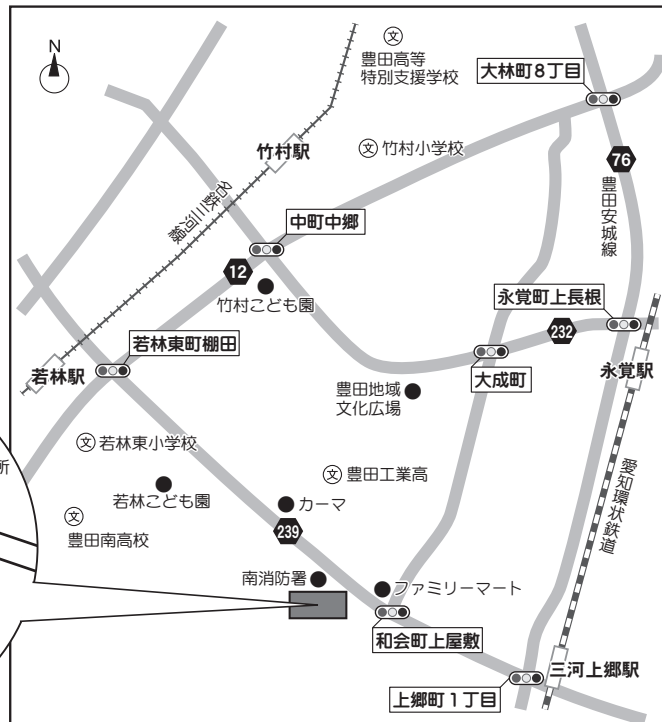 N
文
豊田高等
特別支援学校
大林町8丁目
竹村駅
文 竹村小学校
76
名鉄三河線
豊田安城線
中町中郷
12
竹村こども園
永覚町上長根
232
若林東町棚田
若林駅
大成町
永覚駅
豊田地域
文化広場
文 若林東小学校
所
文 豊田工業高
愛知環状鉄道
若林こども園
カーマ
文
豊田南高校
239
南消防署
ファミリーマート
和会町上屋敷
三河上郷駅
上郷町1丁目